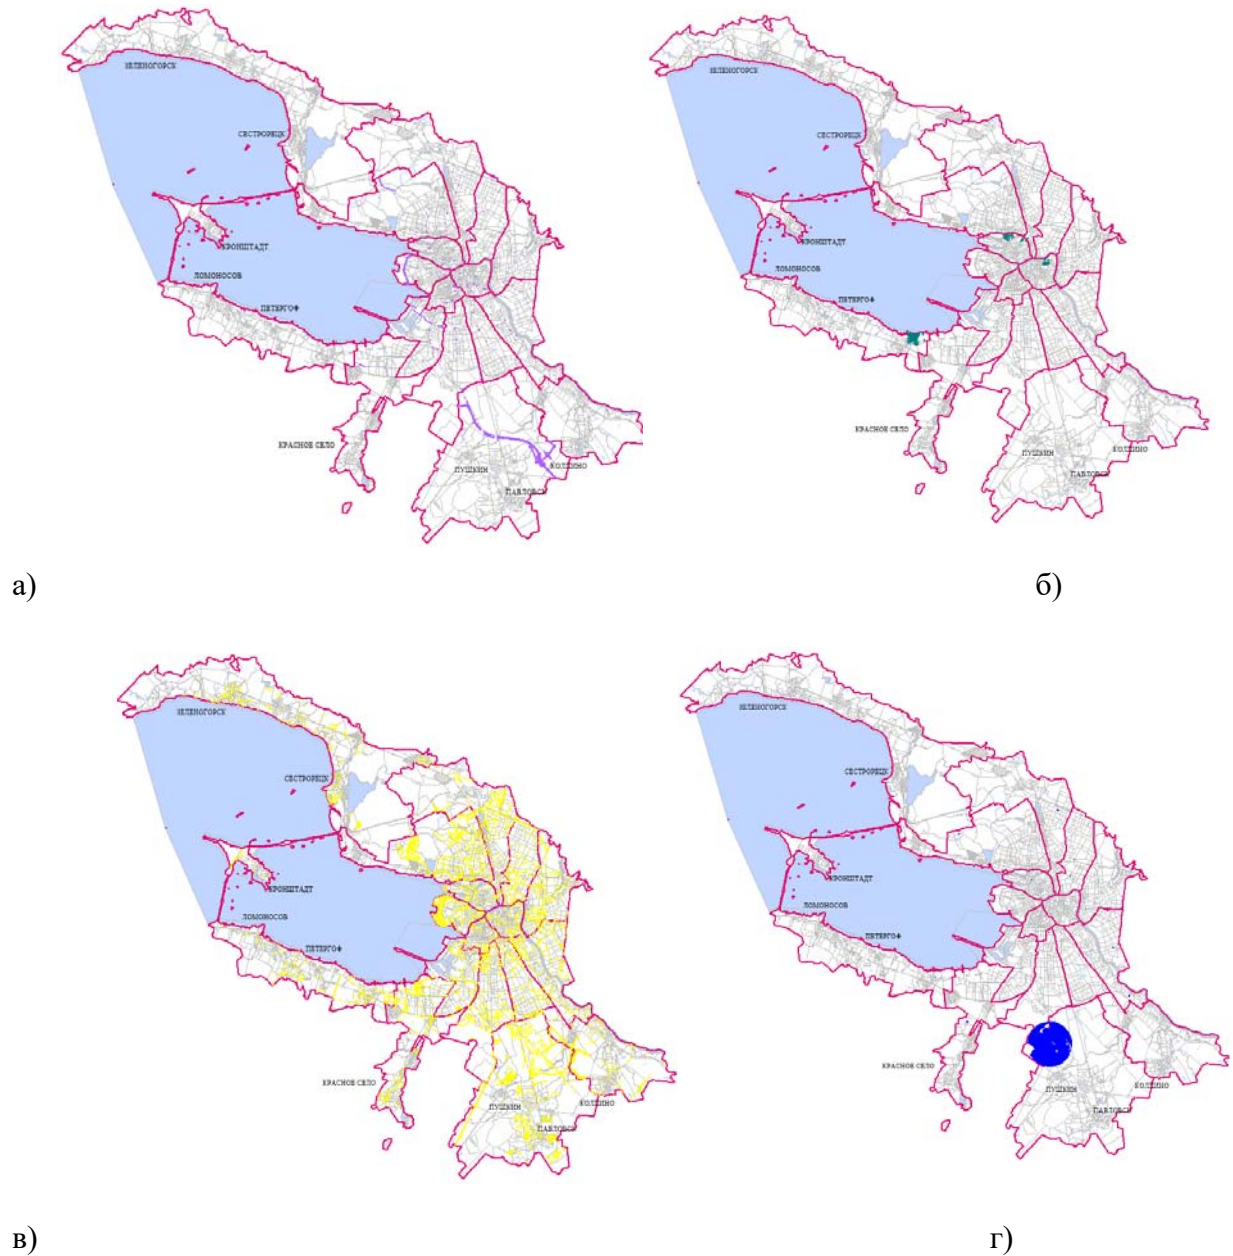 ЗЕЛЕНОГОРСК
СЕСТРОРЕЦК
КРОНШТАДТ
ЛОМОНОСОВ
ПЕТЕРГОФ
КРАСНОЕ СЕЛО
ПУШКИН
КОЛПИНО
ПАВЛОВСК
а)
ЗЕЛЕНОГОРСК
СЕСТРОРЕЦК
КРОНШТАДТ
ЛОМОНОСОВ
ПЕТЕРГОФ
КРАСНОЕ СЕЛО
ПУШКИН
КОЛПИНО
ПАВЛОВСК
б)
ЗЕЛЕНОГОРСК
СЕСТРОРЕЦК
КРОНШТАДТ
ЛОМОНОСОВ
ПЕТЕРГОФ
КРАСНОЕ СЕЛО
ПУШКИН
КОЛПИНО
ПАВЛОВСК
в)
ЗЕЛЕНОГОРСК
СЕСТРОРЕЦК
КРОНШТАДТ
ЛОМОНОСОВ
ПЕТЕРГОФ
КРАСНОЕ СЕЛО
ПУШКИН
КОЛПИНО
ПАВЛОВСК
г)